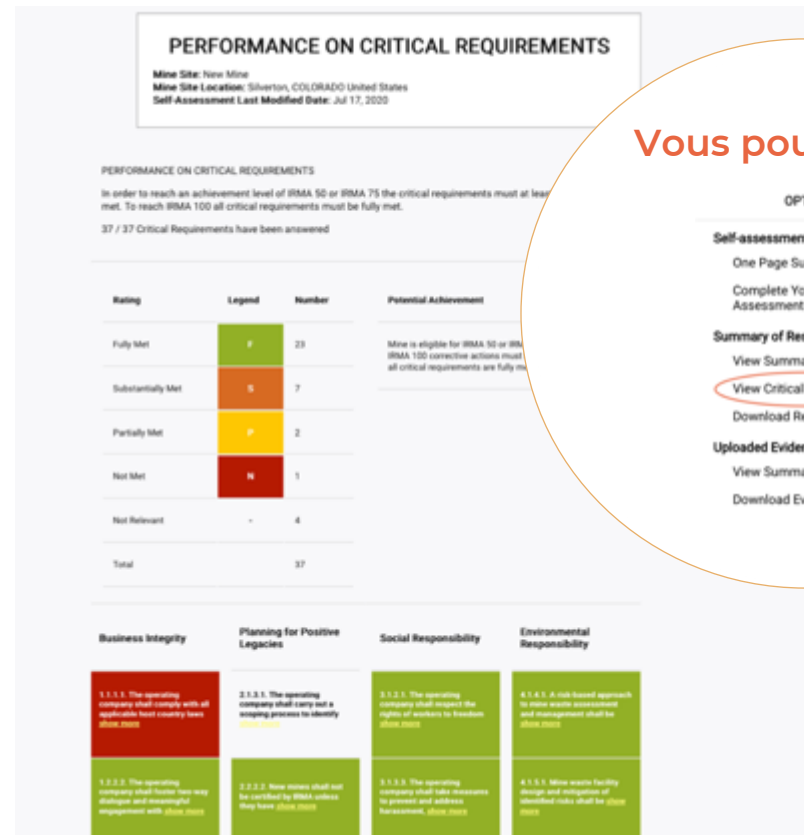 PERFORMANCE ON CRITICAL REQUIREMENTS
Mine Site: New Mine
Mine Site Location: Silverton, COLORADO United States
Self-Assessment Last Modified Date: Jul 17, 2020
Vous pou
PERFORMANCE ON CRITICAL REQUIREMENTS
In order to reach an achievement level of IRMA 50 or IRMA 75 the critical requirements must at leas
met. To reach IRMA 100 all critical requirements must be fully met.
37 / 37 Critical Requirements have been answered
OPT
Self-assessmen
One Page Su
Complete Yo
Assessment
Summary of Res
View Summa
View Critical
Download Re
Uploaded Eviden
View Summa
Download Ev
Rating Legend Number
Fully Met F 23
Substantially Met S 7
Partially Met P 2
Not Met N 1
Not Relevant - 4
Total 37
Potential Achievement
Mine is eligible for IRMA 50 or IRM
IRMA 100 corrective actions must
all critical requirements are fully me
Business Integrity
Planning for Positive
Legacies
Social Responsibility
Environmental
Responsibility
1.1.1.1. The operating
company shall comply with all
applicable host country laws
show more
2.1.3.1. The operating
company shall carry out a
scoping process to identify
show more
3.1.2.1. The operating
company shall respect the
rights of workers to freedom
show more
4.1.4.1. A risk-based approach
to mine waste assessment
and management shall be
show more
1.2.2.2. The operating
company shall foster two-way
dialogue and meaningful
engagement with show more
2.2.2.2. New mines shall not
be certified by IRMA unless
they have show more
3.1.3.3. The operating
company shall take measures
to prevent and address
harassment, show more
4.1.5.1. Mine waste facility
design and mitigation of
identified risks shall be show
more